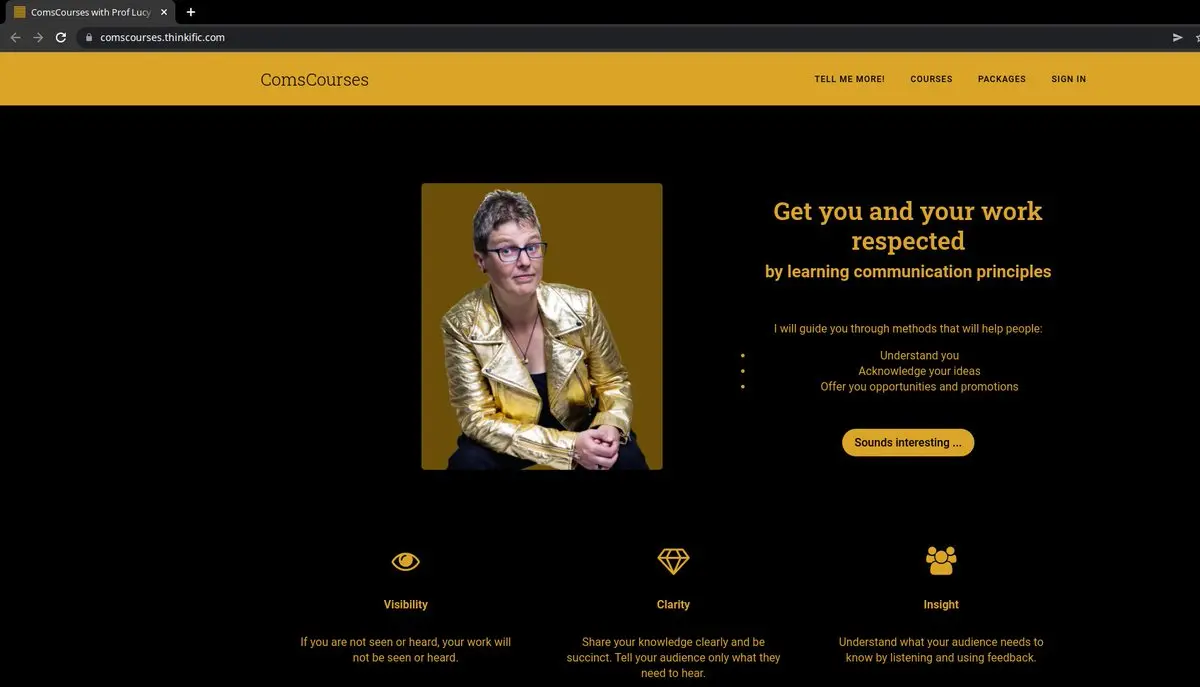 ComsCourses with Prof Lucy
comscourses.thinkific.com
ComsCourses
TELL ME MORE!
COURSES
PACKAGES
SIGN IN
Get you and your work
respected
by learning communication principles
I will guide you through methods that will help people:
• Understand you
• Acknowledge your ideas
• Offer you opportunities and promotions
Sounds interesting ...
Visibility
If you are not seen or heard, your work will
not be seen or heard.
Clarity
Share your knowledge clearly and be
succinct. Tell your audience only what they
need to hear.
Insight
Understand what your audience needs to
know by listening and using feedback.